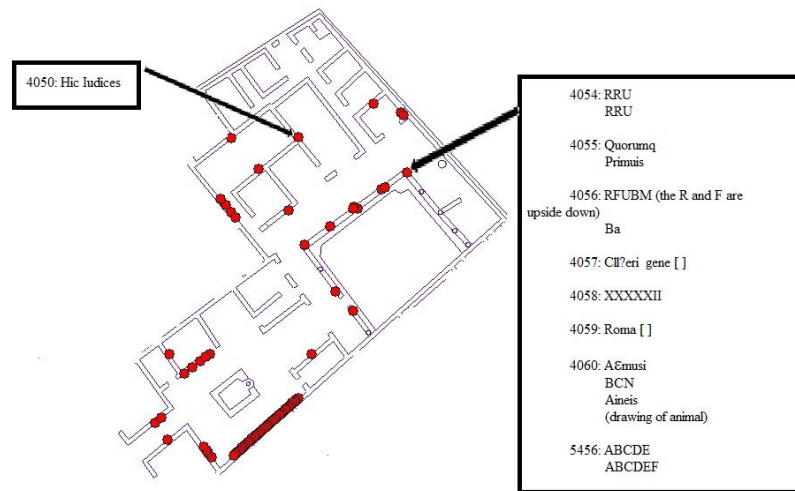 4050: Hic Iudices
4054: RRU
RRU
4055: Quorumq
Primuis
4056: RFUBM (the R and F are
upside down)
Ba
4057: Cll?eri gene [ ]
4058: XXXXXII
4059: Roma [ ]
4060: AƐmusi
BCN
Aineis
(drawing of animal)
5456: ABCDE
ABCDEF